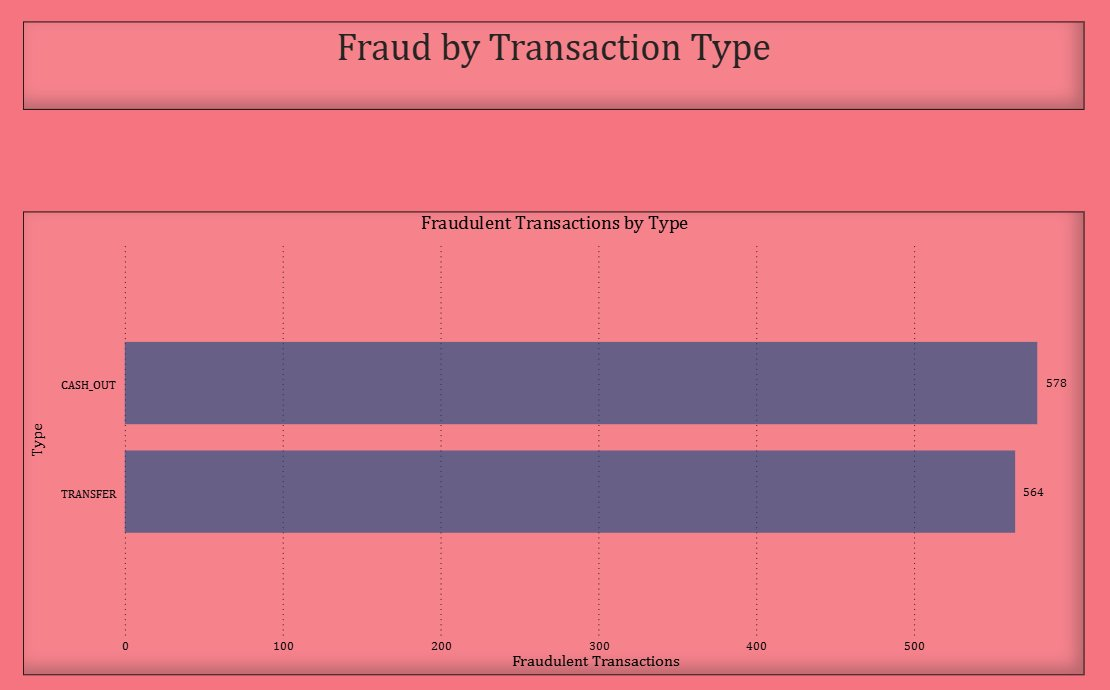 Fraud by Transaction Type
Fraudulent Transactions by Type
CASH_OUT
578
Type
TRANSFER
564
0 100 200 300 400 500
Fraudulent Transactions